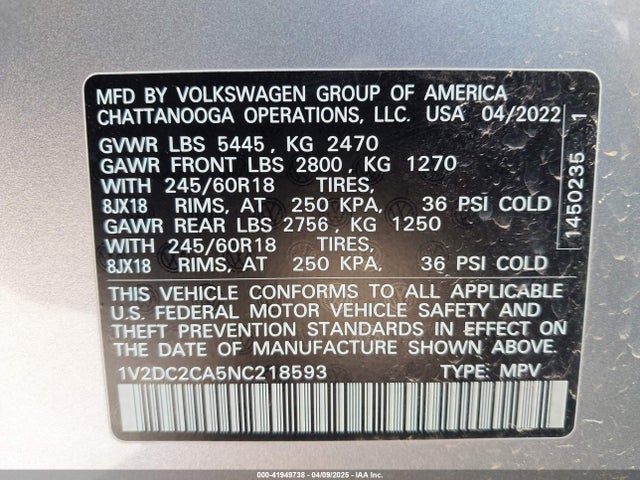 MFD BY VOLKSWAGEN GROUP OF AMERICA
CHATTANOOGA OPERATIONS, LLC. USA 04/2022
GVWR LBS 5445, KG 2470
GAWR FRONT LBS 2800, KG 1270
WITH 245/60R18 TIRES,
8JX18 RIMS, AT 250 KPA, 36 PSI COLD
GAWR REAR LBS 2756, KG 1250
WITH 245/60R18 TIRES,
8JX18 RIMS, AT 250 KPA, 36 PSI COLD
THIS VEHICLE CONFORMS TO ALL APPLICABLE
U.S. FEDERAL MOTOR VEHICLE SAFETY AND
THEFT PREVENTION STANDARDS IN EFFECT ON
THE DATE OF MANUFACTURE SHOWN ABOVE.
1V2DC2CA5NC218593 TYPE: MPV
1450235 1
000-41949738 - 04/09/2025 - IAA Inc.